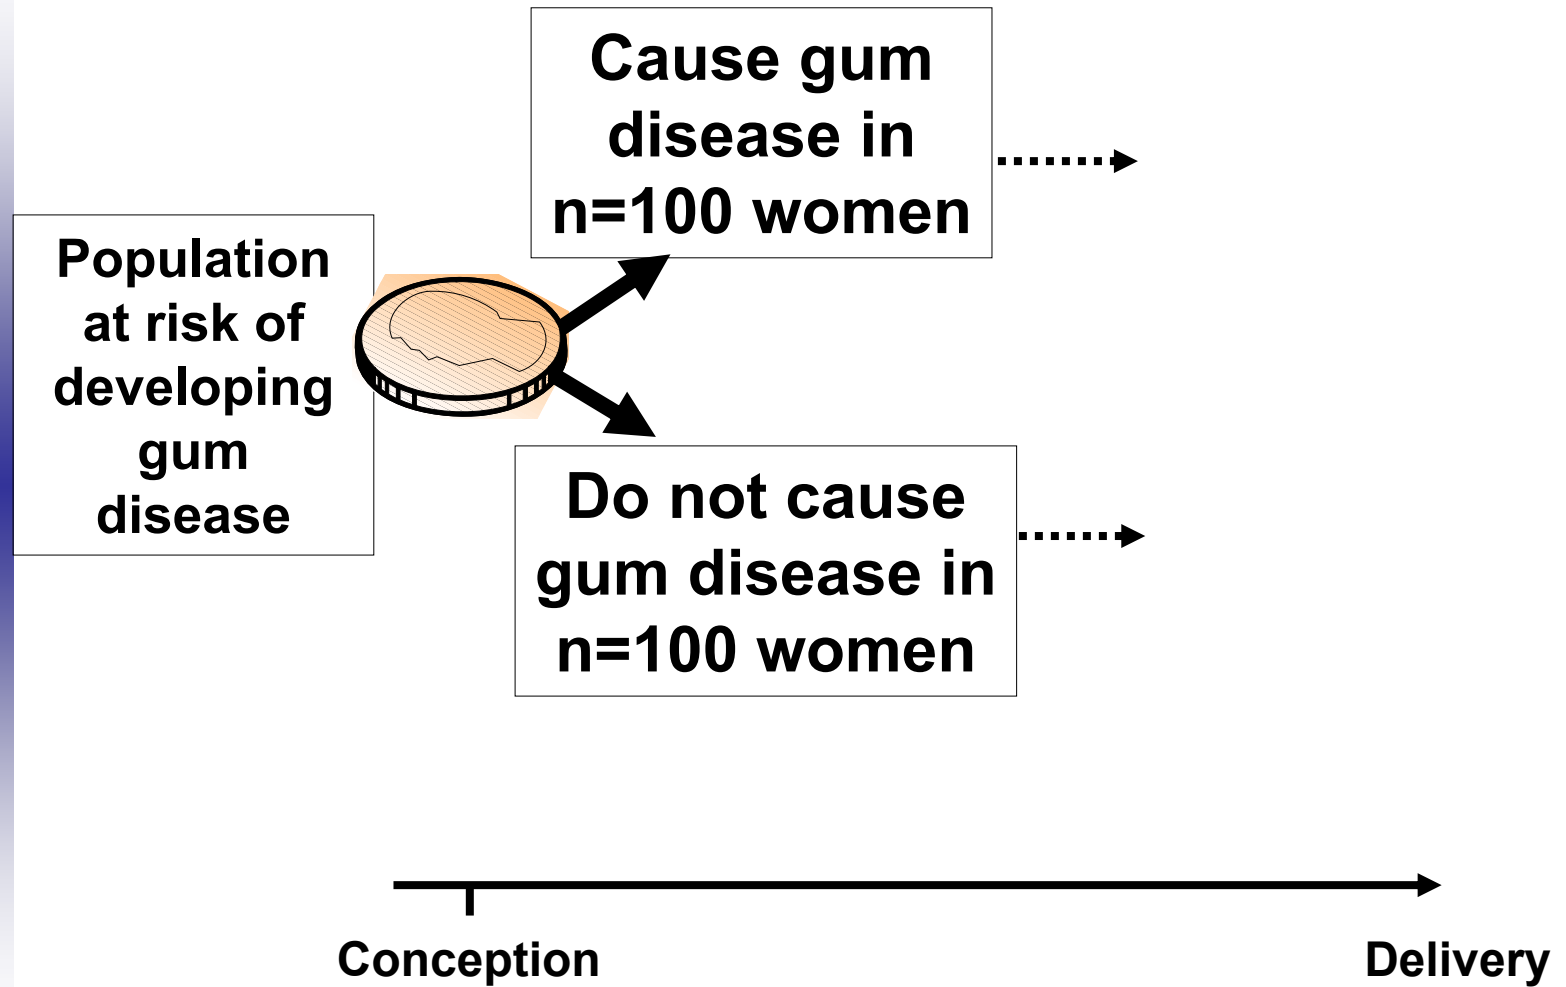 Cause gum
disease in
n=100 women
Population
at risk of
developing
gum
disease
Do not cause
gum disease in
n=100 women
Conception
Delivery